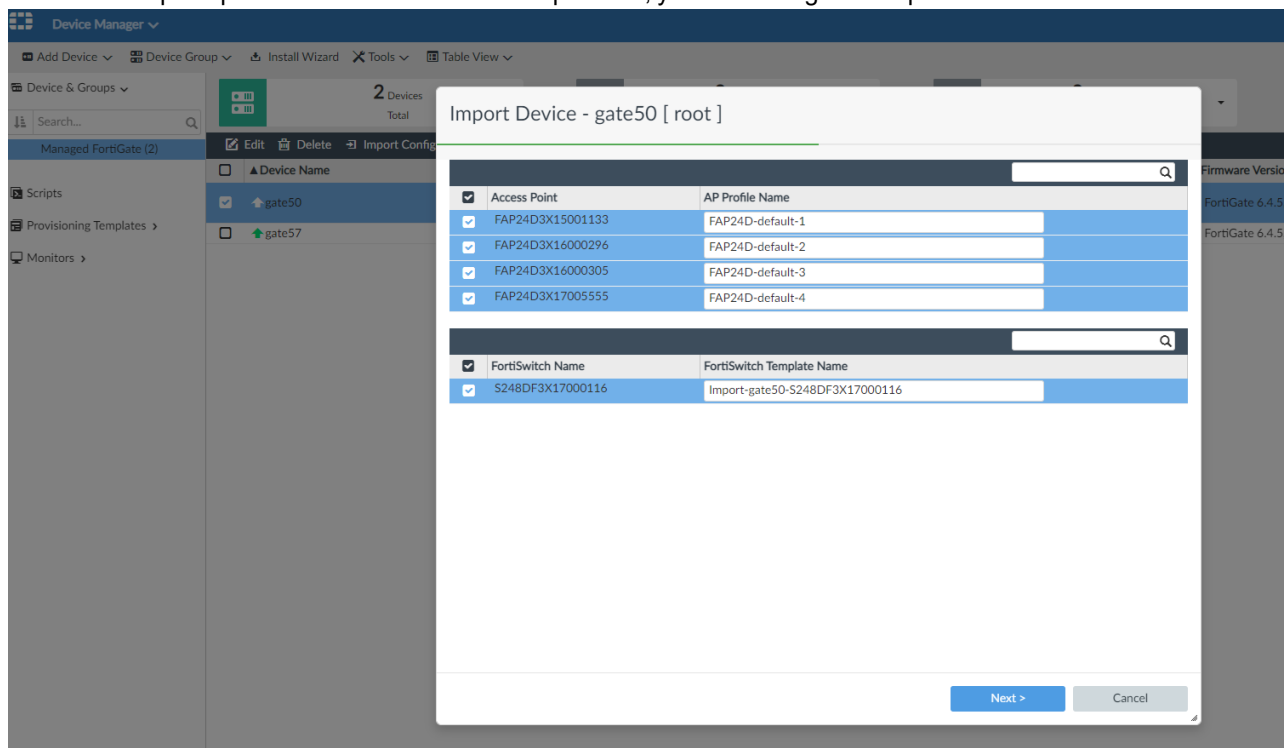 Device Manager
Add Device Device Group Install Wizard Tools Table View
Device & Groups
2 Devices
Total
Search...
Managed FortiGate (2)
Edit Delete Import Config
Device Name
Firmware Versio
Scripts
gate50
FortiGate 6.4.5
Provisioning Templates
gate57
FortiGate 6.4.5
Monitors
Import Device - gate50 [ root ]
Access Point AP Profile Name
FAP24D3X15001133 FAP24D-default-1
FAP24D3X16000296 FAP24D-default-2
FAP24D3X16000305 FAP24D-default-3
FAP24D3X17005555 FAP24D-default-4
FortiSwitch Name FortiSwitch Template Name
S248DF3X17000116 Import-gate50-S248DF3X17000116
Next > Cancel